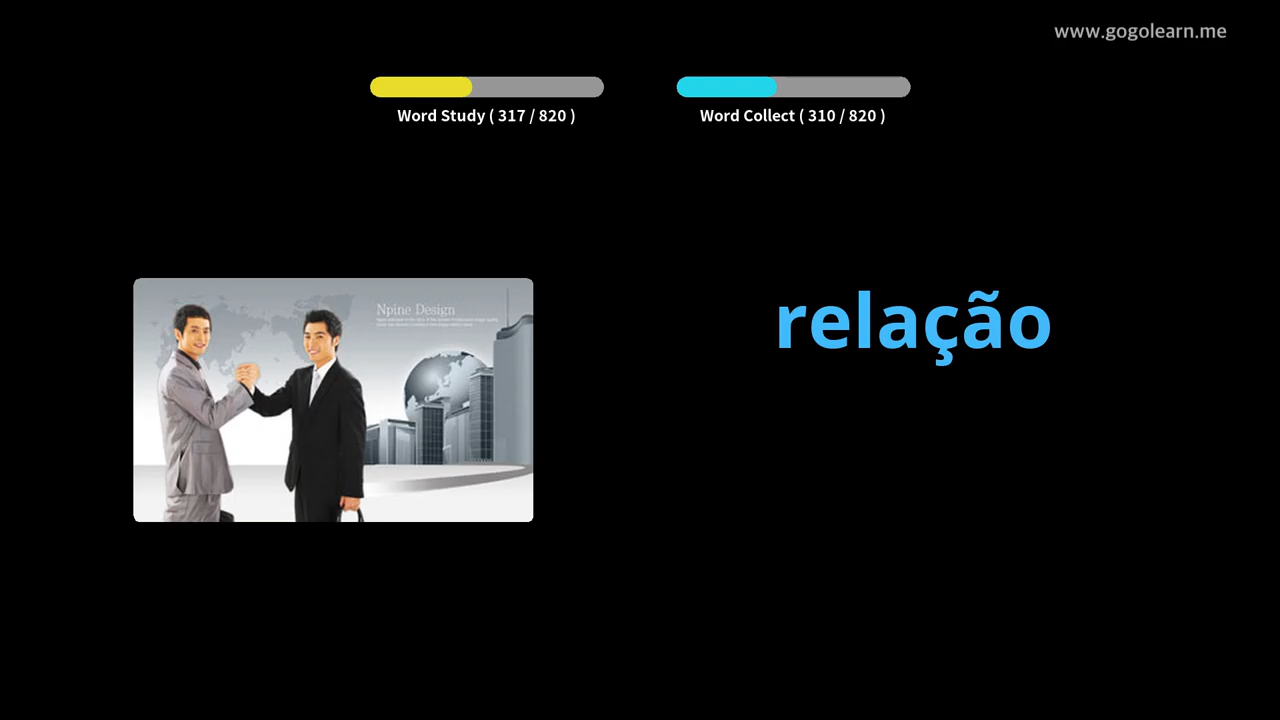 www.gogolearn.me
Word Study ( 317 / 820 )
Word Collect ( 310 / 820 )
Npine Design
relação